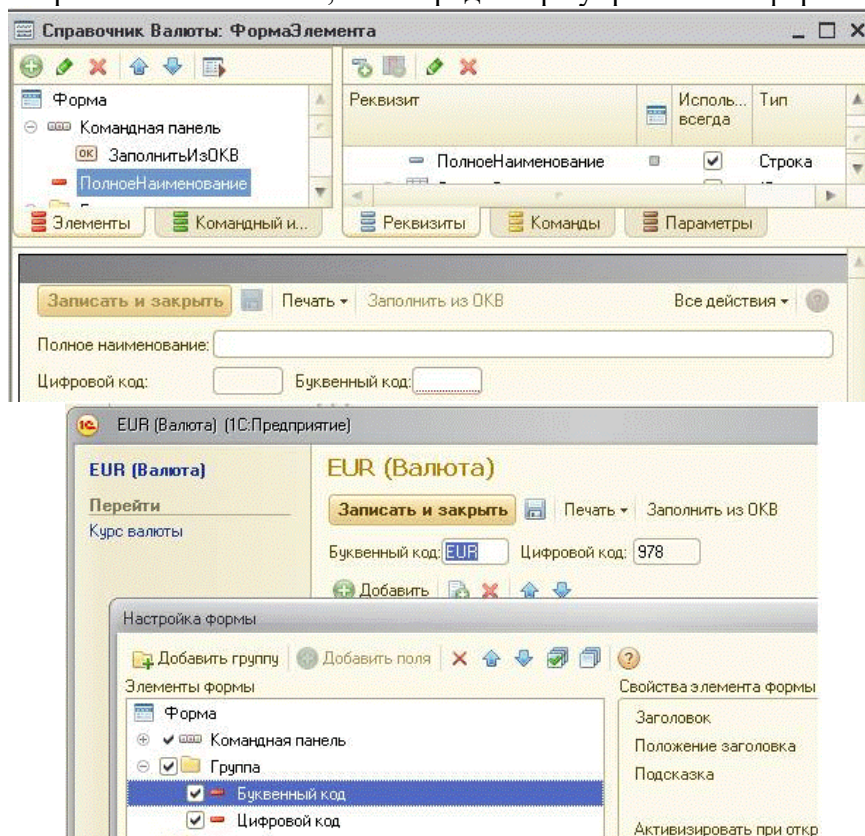 Справочник Валюты: ФормаЭлемента
Форма
Командная панель
ЗаполнитьИзОКВ
ПолноеНаименование
Элементы
Командный и...
Реквизит
Исполь... всегда
Тип
ПолноеНаименование
Строка
Реквизиты
Команды
Параметры
Записать и закрыть Печать Заполнить из ОКВ Все действия
Полное наименование:
Цифровой код: Буквенный код:
EUR (Валюта) (1С:Предприятие)
EUR (Валюта)
Перейти
Курс валюты
EUR (Валюта)
Записать и закрыть Печать Заполнить из ОКВ
Буквенный код: EUR Цифровой код: 978
Добавить
Настройка формы
Добавить группу Добавить поля
Элементы формы
Форма
Командная панель
Группа
Буквенный код
Цифровой код
Свойства элемента формы
Заголовок
Положение заголовка
Подсказка
Активизировать при откр